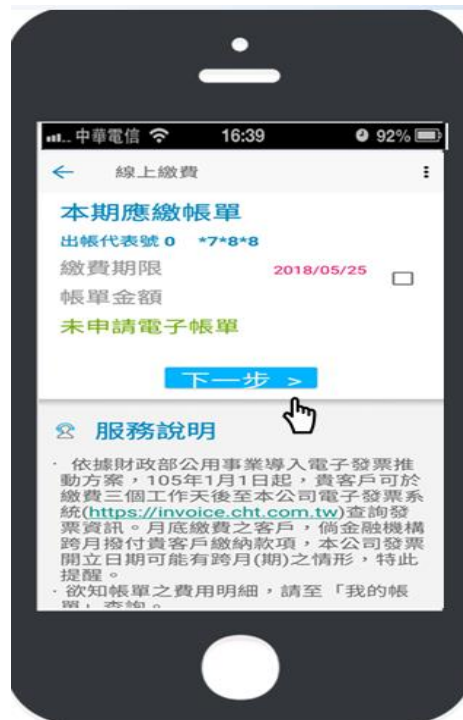 中華電信 16:39 92%
線上繳費
本期應繳帳單
出帳代表號 0 *7*8*8
繳費期限 2018/05/25
帳單金額
未申請電子帳單
下一步 >
服務說明
· 依據財政部公用事業導入電子發票推
動方案，105年1月1日起，貴客戶可於
繳費三個工作天後至本公司電子發票系
統(https://invoice.cht.com.tw)查詢發
票資訊。月底繳費之客戶，倘金融機構
跨月撥付貴客戶繳納款項，本公司發票
開立日期可能有跨月(期)之情形，特此
提醒。
· 欲知帳單之費用明細，請至「我的帳
單」查詢。